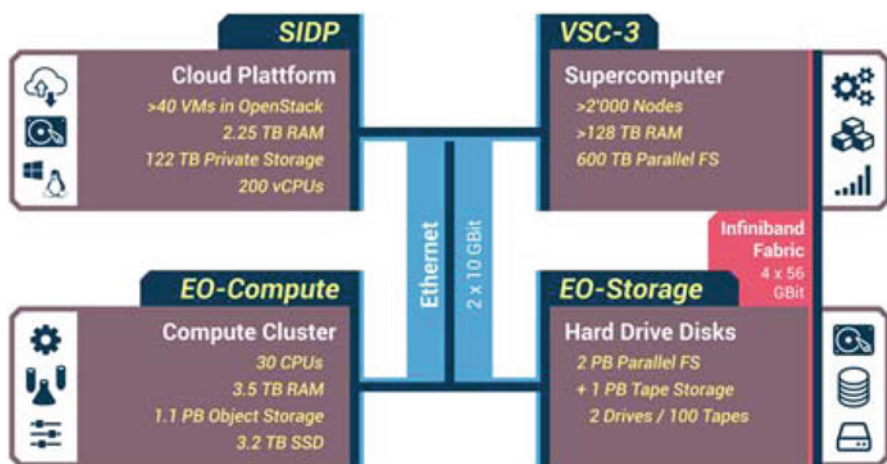 SIDP
Cloud Plattform
>40 VMs in OpenStack
2.25 TB RAM
122 TB Private Storage
200 vCPUs
VSC-3
Supercomputer
>2'000 Nodes
>128 TB RAM
600 TB Parallel FS
Ethernet
2 x 10 GBit
Infiniband
Fabric
4 x 56
GBit
EO-Compute
Compute Cluster
30 CPUs
3.5 TB RAM
1.1 PB Object Storage
3.2 TB SSD
EO-Storage
Hard Drive Disks
2 PB Parallel FS
+ 1 PB Tape Storage
2 Drives / 100 Tapes